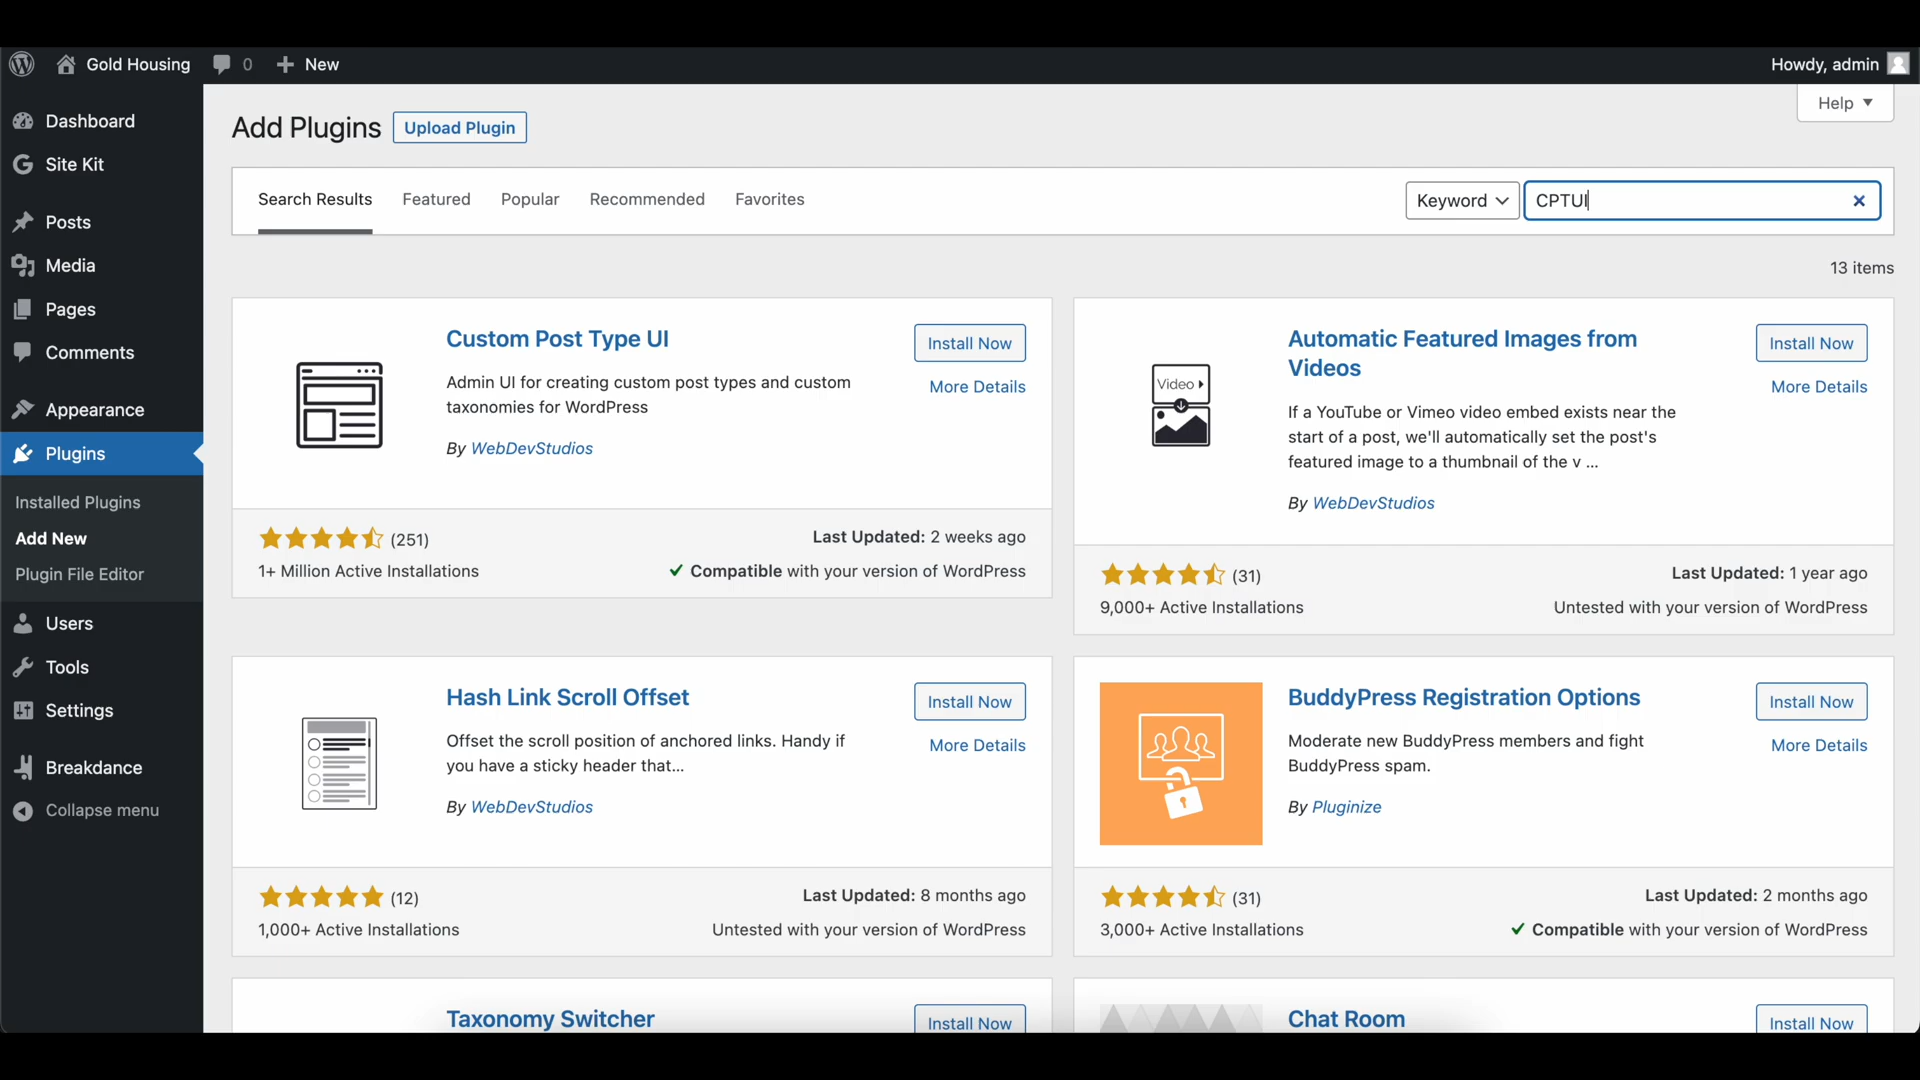 Gold Housing
0
New
Howdy, admin
Help
Dashboard
Site Kit
Posts
Media
Pages
Comments
Appearance
Plugins
Installed Plugins
Add New
Plugin File Editor
Users
Tools
Settings
Breakdance
Collapse menu
Add Plugins
Upload Plugin
Search Results
Featured
Popular
Recommended
Favorites
Keyword
CPTUI
13 items
Custom Post Type UI
Install Now
More Details
Admin UI for creating custom post types and custom
taxonomies for WordPress
By WebDevStudios
(251)
1+ Million Active Installations
Last Updated: 2 weeks ago
Compatible with your version of WordPress
Video
Automatic Featured Images from
Videos
Install Now
More Details
If a YouTube or Vimeo video embed exists near the
start of a post, we'll automatically set the post's
featured image to a thumbnail of the v ...
By WebDevStudios
(31)
9,000+ Active Installations
Last Updated: 1 year ago
Untested with your version of WordPress
Hash Link Scroll Offset
Install Now
More Details
Offset the scroll position of anchored links. Handy if
you have a sticky header that...
By WebDevStudios
(12)
1,000+ Active Installations
Last Updated: 8 months ago
Untested with your version of WordPress
BuddyPress Registration Options
Install Now
More Details
Moderate new BuddyPress members and fight
BuddyPress spam.
By Pluginize
(31)
3,000+ Active Installations
Last Updated: 2 months ago
Compatible with your version of WordPress
Taxonomy Switcher
Install Now
Chat Room
Install Now